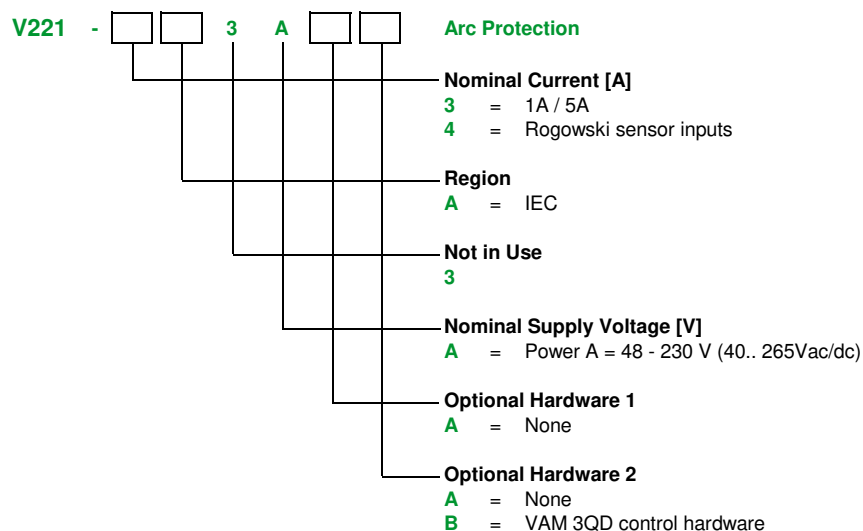 V221 - 3 A Arc Protection
Nominal Current [A]
3 = 1A / 5A
4 = Rogowski sensor inputs
Region
A = IEC
Not in Use
3
Nominal Supply Voltage [V]
A = Power A = 48 - 230 V (40.. 265Vac/dc)
Optional Hardware 1
A = None
Optional Hardware 2
A = None
B = VAM 3QD control hardware